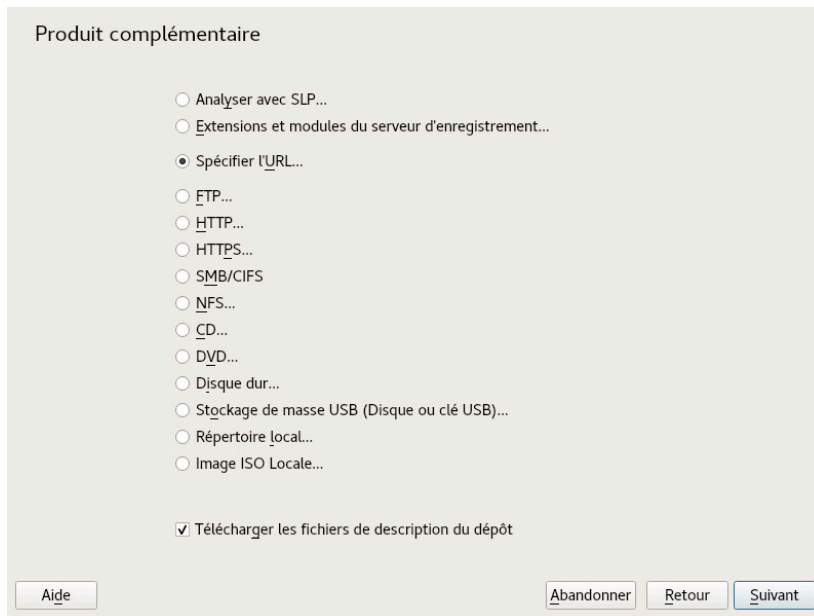 Produit complémentaire
Analyser avec SLP...
Extensions et modules du serveur d'enregistrement...
Spécifier l'URL...
FTP...
HTTP...
HTTPS...
SMB/CIFS
NFS...
CD...
DVD...
Disque dur...
Stockage de masse USB (Disque ou clé USB)...
Répertoire local...
Image ISO Locale...
Télécharger les fichiers de description du dépôt
Aide
Abandonner
Retour
Suivant